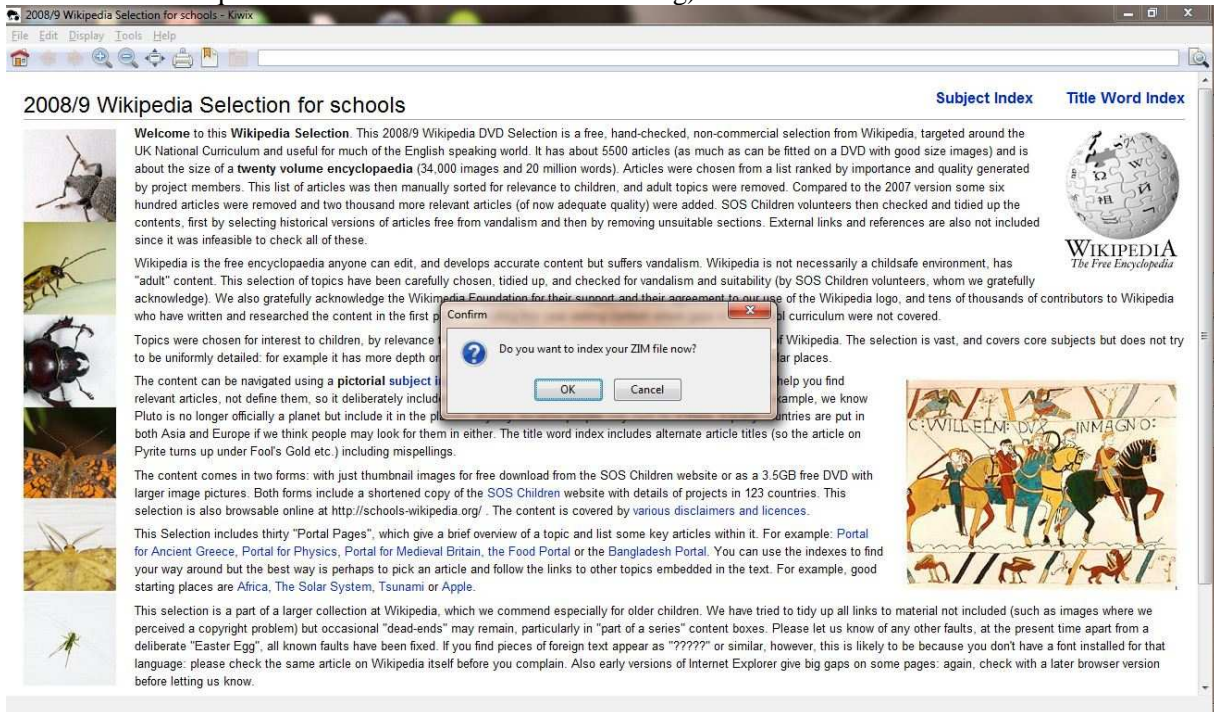 2008/9 Wikipedia Selection for schools - Kiwix
File Edit Display Tools Help
2008/9 Wikipedia Selection for schools
Subject Index Title Word Index
Welcome to this Wikipedia Selection. This 2008/9 Wikipedia DVD Selection is a free, hand-checked, non-commercial selection from Wikipedia, targeted around the
UK National Curriculum and useful for much of the English speaking world. It has about 5500 articles (as much as can be fitted on a DVD with good size images) and is
about the size of a twenty volume encyclopaedia (34,000 images and 20 million words). Articles were chosen from a list ranked by importance and quality generated
by project members. This list of articles was then manually sorted for relevance to children, and adult topics were removed. Compared to the 2007 version some six
hundred articles were removed and two thousand more relevant articles (of now adequate quality) were added. SOS Children volunteers then checked and tidied up the
contents, first by selecting historical versions of articles free from vandalism and then by removing unsuitable sections. External links and references are also not included
since it was infeasible to check all of these.
WIKIPEDIA
The Free Encyclopedia
Wikipedia is the free encyclopaedia anyone can edit, and develops accurate content but suffers vandalism. Wikipedia is not necessarily a childsafe environment, has
"adult" content. This selection of topics have been carefully chosen, tidied up, and checked for vandalism and suitability (by SOS Children volunteers, whom we gratefully
acknowledge). We also gratefully acknowledge the Wikimedia Foundation for their support and their agreement to our use of the Wikipedia logo, and tens of thousands of contributors to Wikipedia
who have written and researched the content in the first curriculum were not covered.
Confirm
Do you want to index your ZIM file now?
OK Cancel
Topics were chosen for interest to children, by relevance Wikipedia. The selection is vast, and covers core subjects but does not try
to be uniformly detailed: for example it has more depth places.
The content can be navigated using a pictorial subject help you find
relevant articles, not define them, so it deliberately we know
Pluto is no longer officially a planet but include it in the are put in
both Asia and Europe if we think people may look for them in either. The title word index includes alternate article titles (so the article on
Pyrite turns up under Fool's Gold etc.) including mispellings.
C:WILLELM: DVX INMAGNO:
The content comes in two forms: with just thumbnail images for free download from the SOS Children website or as a 3.5GB free DVD with
larger image pictures. Both forms include a shortened copy of the SOS Children website with details of projects in 123 countries. This
selection is also browsable online at http://schools-wikipedia.org/ . The content is covered by various disclaimers and licences.
This Selection includes thirty "Portal Pages", which give a brief overview of a topic and list some key articles within it. For example: Portal
for Ancient Greece, Portal for Physics, Portal for Medieval Britain, the Food Portal or the Bangladesh Portal. You can use the indexes to find
your way around but the best way is perhaps to pick an article and follow the links to other topics embedded in the text. For example, good
starting places are Africa, The Solar System, Tsunami or Apple.
This selection is a part of a larger collection at Wikipedia, which we commend especially for older children. We have tried to tidy up all links to material not included (such as images where we
perceived a copyright problem) but occasional "dead-ends" may remain, particularly in "part of a series" content boxes. Please let us know of any other faults, at the present time apart from a
deliberate "Easter Egg", all known faults have been fixed. If you find pieces of foreign text appear as "?????" or similar, however, this is likely to be because you don't have a font installed for that
language: please check the same article on Wikipedia itself before you complain. Also early versions of Internet Explorer give big gaps on some pages: again, check with a later browser version
before letting us know.